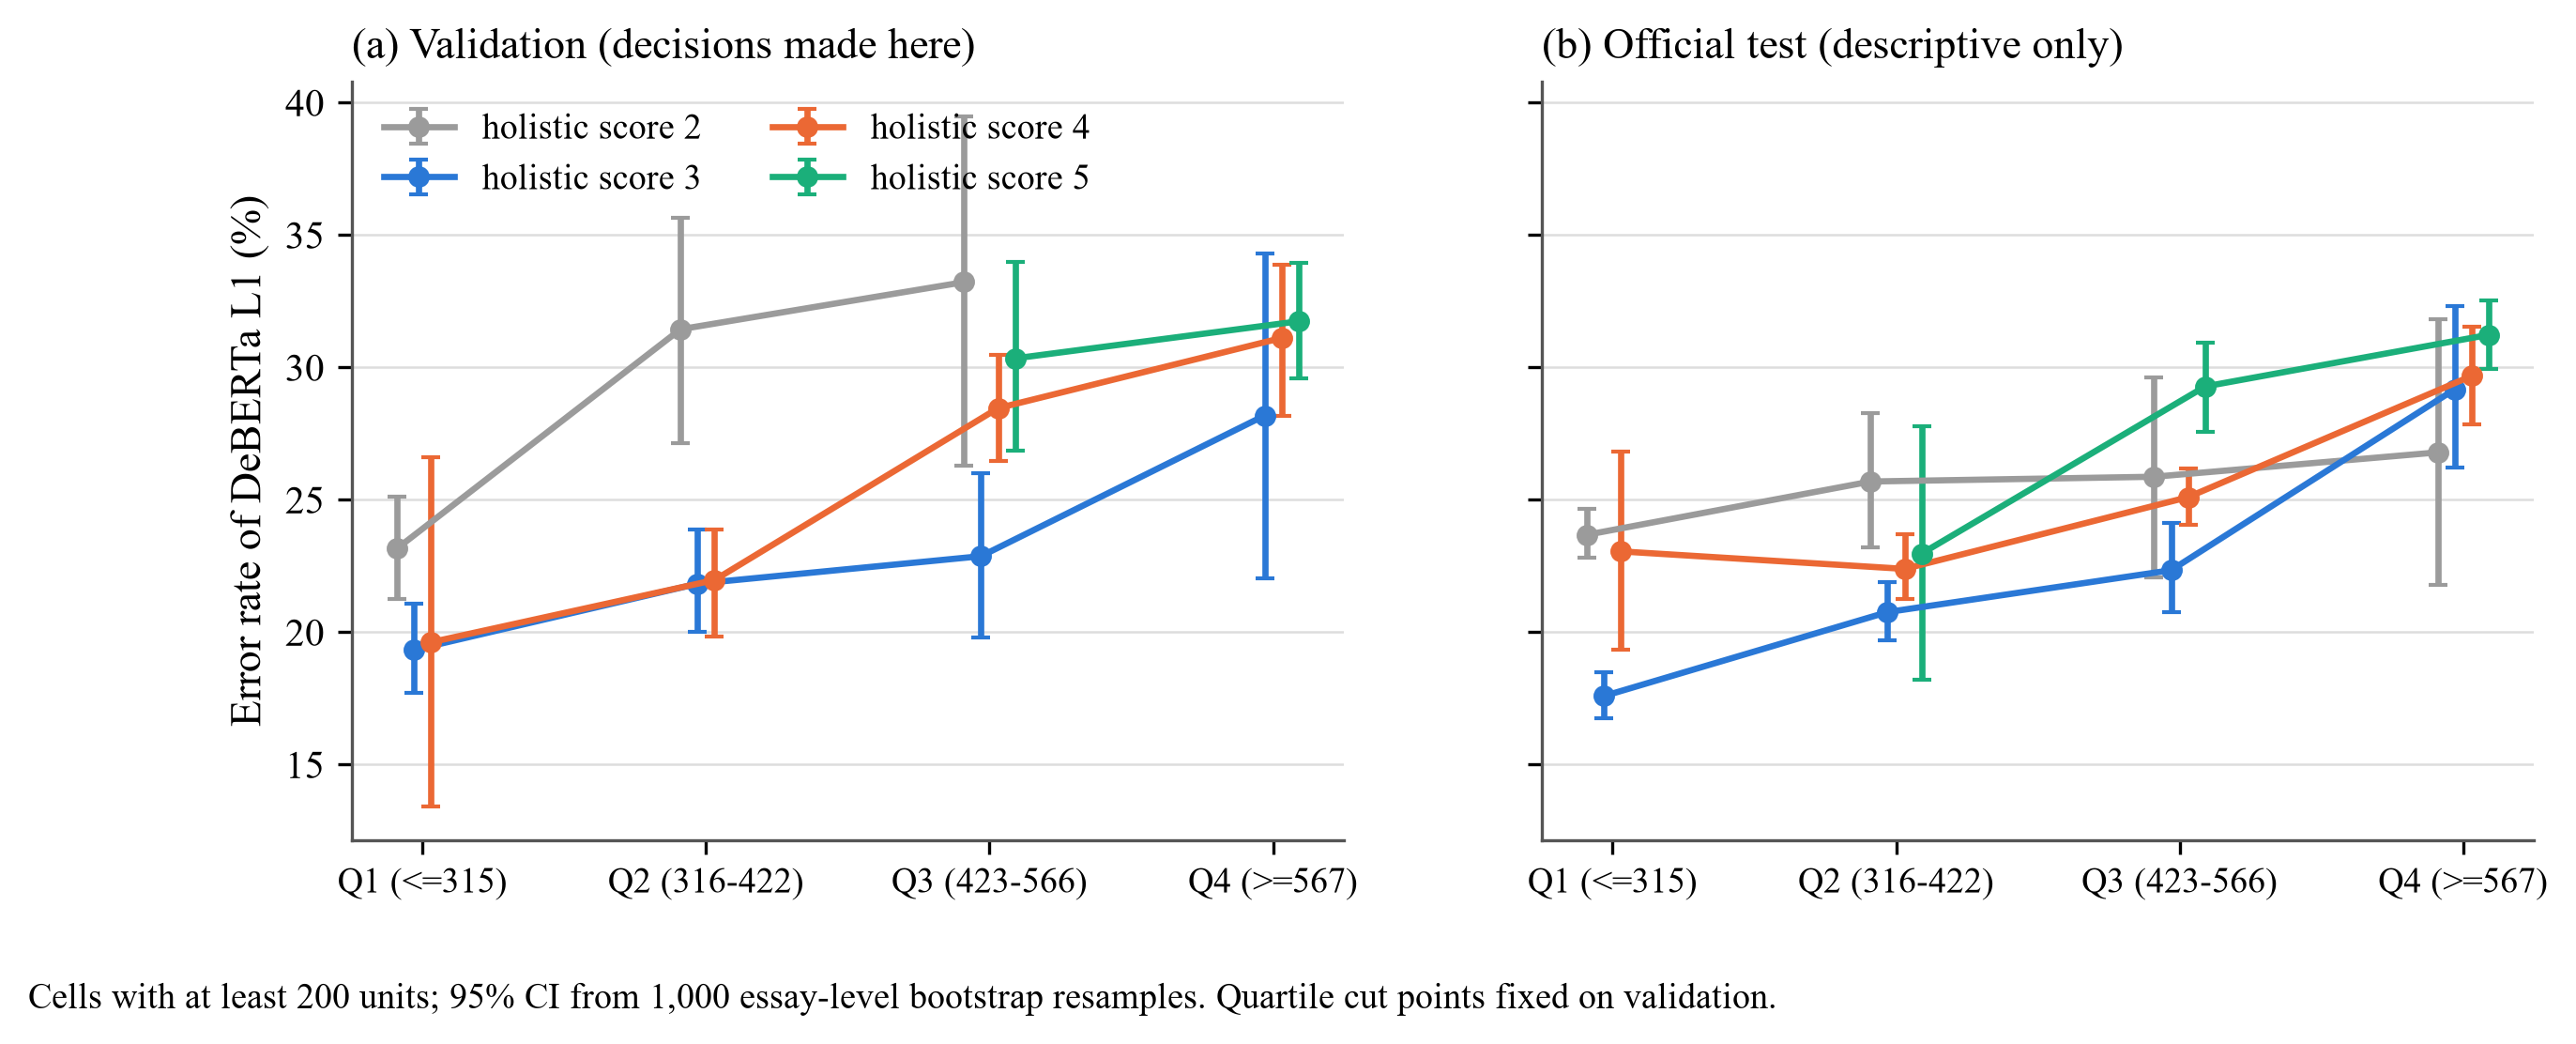 (a) Validation (decisions made here)
(b) Official test (descriptive only)
holistic score 2
holistic score 3
holistic score 4
holistic score 5
Error rate of DeBERTa L1 (%)
40
35
30
25
20
15
Q1 (<=315)
Q2 (316-422)
Q3 (423-566)
Q4 (>=567)
Q1 (<=315)
Q2 (316-422)
Q3 (423-566)
Q4 (>=567)
Cells with at least 200 units; 95% CI from 1,000 essay-level bootstrap resamples. Quartile cut points fixed on validation.